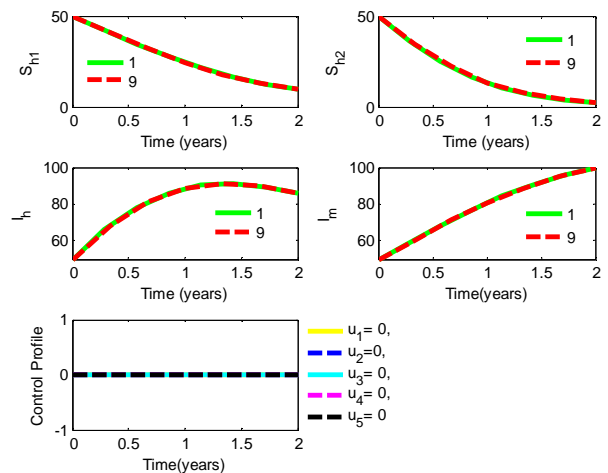 50
0
S_h1
1
9
0 0.5 1 1.5 2
Time (years)
50
0
S_h2
1
9
0 0.5 1 1.5 2
Time (years)
100
80
60
I_h
1
9
0 0.5 1 1.5 2
Time (years)
100
80
60
I_m
1
9
0 0.5 1 1.5 2
Time(years)
1
0
-1
Control Profile
0 0.5 1 1.5 2
Time(years)
u_1= 0,
u_2=0,
u_3= 0,
u_4= 0,
u_5= 0